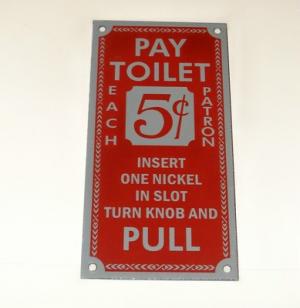 PAY
TOILET
EACH
5¢
PATRON
INSERT
ONE NICKEL
IN SLOT
TURN KNOB AND
PULL